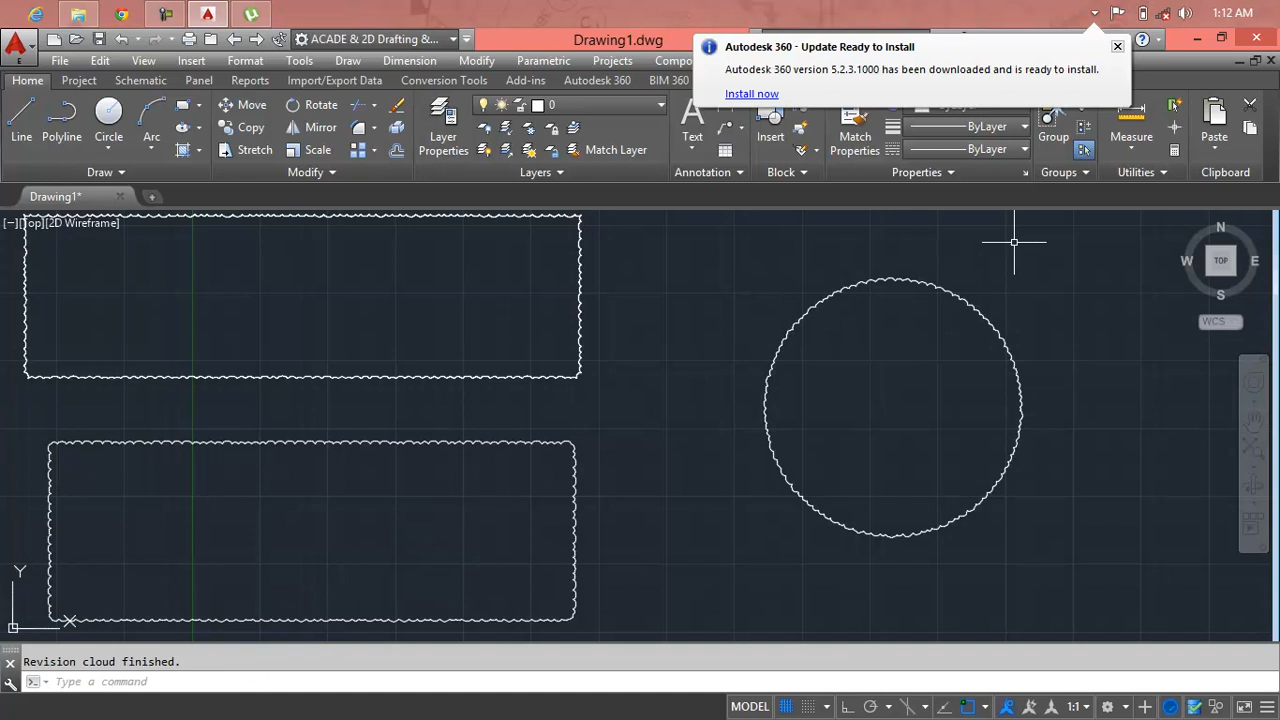 1:12 AM
ACADE & 2D Drafting &...
Drawing1.dwg
Autodesk 360 - Update Ready to Install
Autodesk 360 version 5.2.3.1000 has been downloaded and is ready to install.
Install now
E
File Edit View Insert Format Tools Draw Dimension Modify Parametric Projects
Home Project Schematic Panel Reports Import/Export Data Conversion Tools Add-ins Autodesk 360 BIM 360
Line Polyline Circle Arc
Move Rotate
Copy Mirror
Stretch Scale
Layer Properties
0
Match Layer
Text
Insert
Match Properties
ByLayer
ByLayer
Group
Measure
Paste
Draw Modify Layers Annotation Block Properties Groups Utilities Clipboard
Drawing1*
[−][Top][2D Wireframe]
N
W TOP E
S
WCS
Y
X
Revision cloud finished.
Type a command
MODEL 1:1